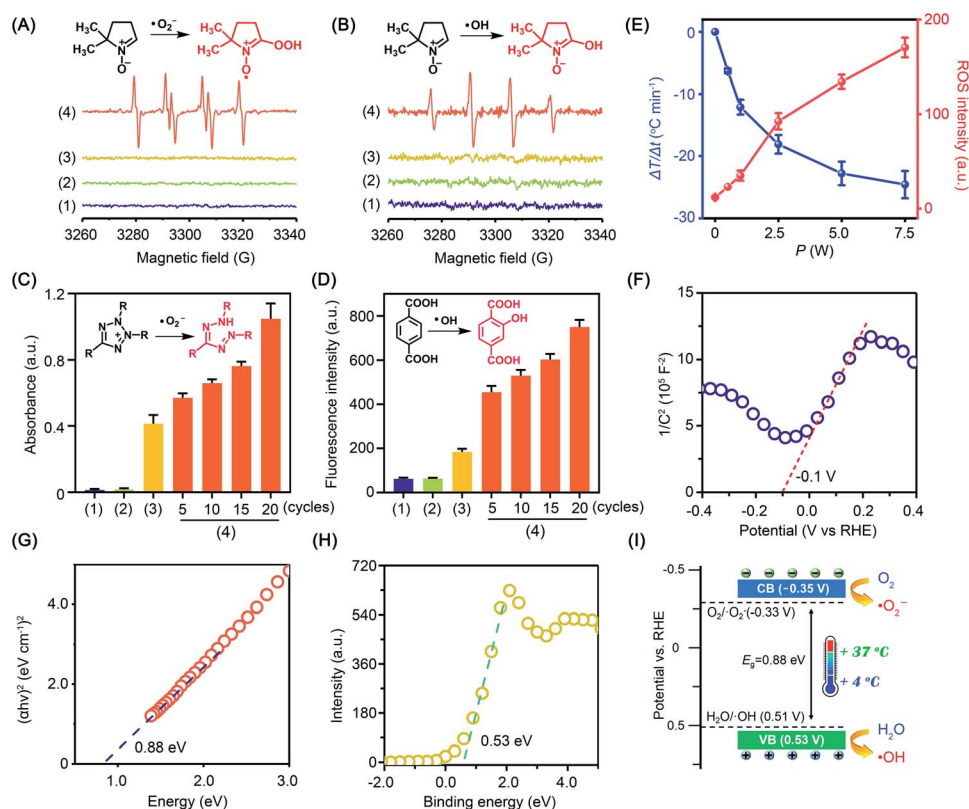 (A)
H₃C
H₃C
N
+
O⁻
•O₂⁻
H₃C
H₃C
N
OOH
O
•
(4)
(3)
(2)
(1)
3260 3280 3300 3320 3340
Magnetic field (G)
(B)
H₃C
H₃C
N
+
O⁻
•OH
H₃C
H₃C
N
+
OH
O⁻
(4)
(3)
(2)
(1)
3260 3280 3300 3320 3340
Magnetic field (G)
(E)
0
-10
-20
-30
ΔT/Δt (°C min⁻¹)
200
100
0
ROS intensity (a.u.)
0 2.5 5.0 7.5
P (W)
(C)
1.2
0.8
0.4
0
Absorbance (a.u.)
R
N
N
+
N
N
R
R
•O₂⁻
R
N
NH
N
N
R
R
(1) (2) (3) 5 10 15 20 (cycles)
(4)
(D)
800
600
400
200
0
Fluorescence intensity (a.u.)
COOH
COOH
•OH
COOH
OH
COOH
(1) (2) (3) 5 10 15 20 (cycles)
(4)
(F)
15
10
5
0
1/C² (10⁵ F⁻²)
-0.1 V
-0.4 -0.2 0.0 0.2 0.4
Potential (V vs RHE)
(G)
4.0
2.0
0
(αhv)² (eV cm⁻¹)²
0.88 eV
1.0 2.0 3.0
Energy (eV)
(H)
720
540
360
180
0
Intensity (a.u.)
0.53 eV
-2.0 0.0 2.0 4.0
Binding energy (eV)
(I)
-0.5
0
0.5
Potential vs. RHE
CB (−0.35 V)
O₂
•O₂⁻
O₂/·O₂⁻(-0.33 V)
Eg=0.88 eV
+ 37 °C
+ 4 °C
H₂O/·OH (0.51 V)
VB (0.53 V)
H₂O
•OH